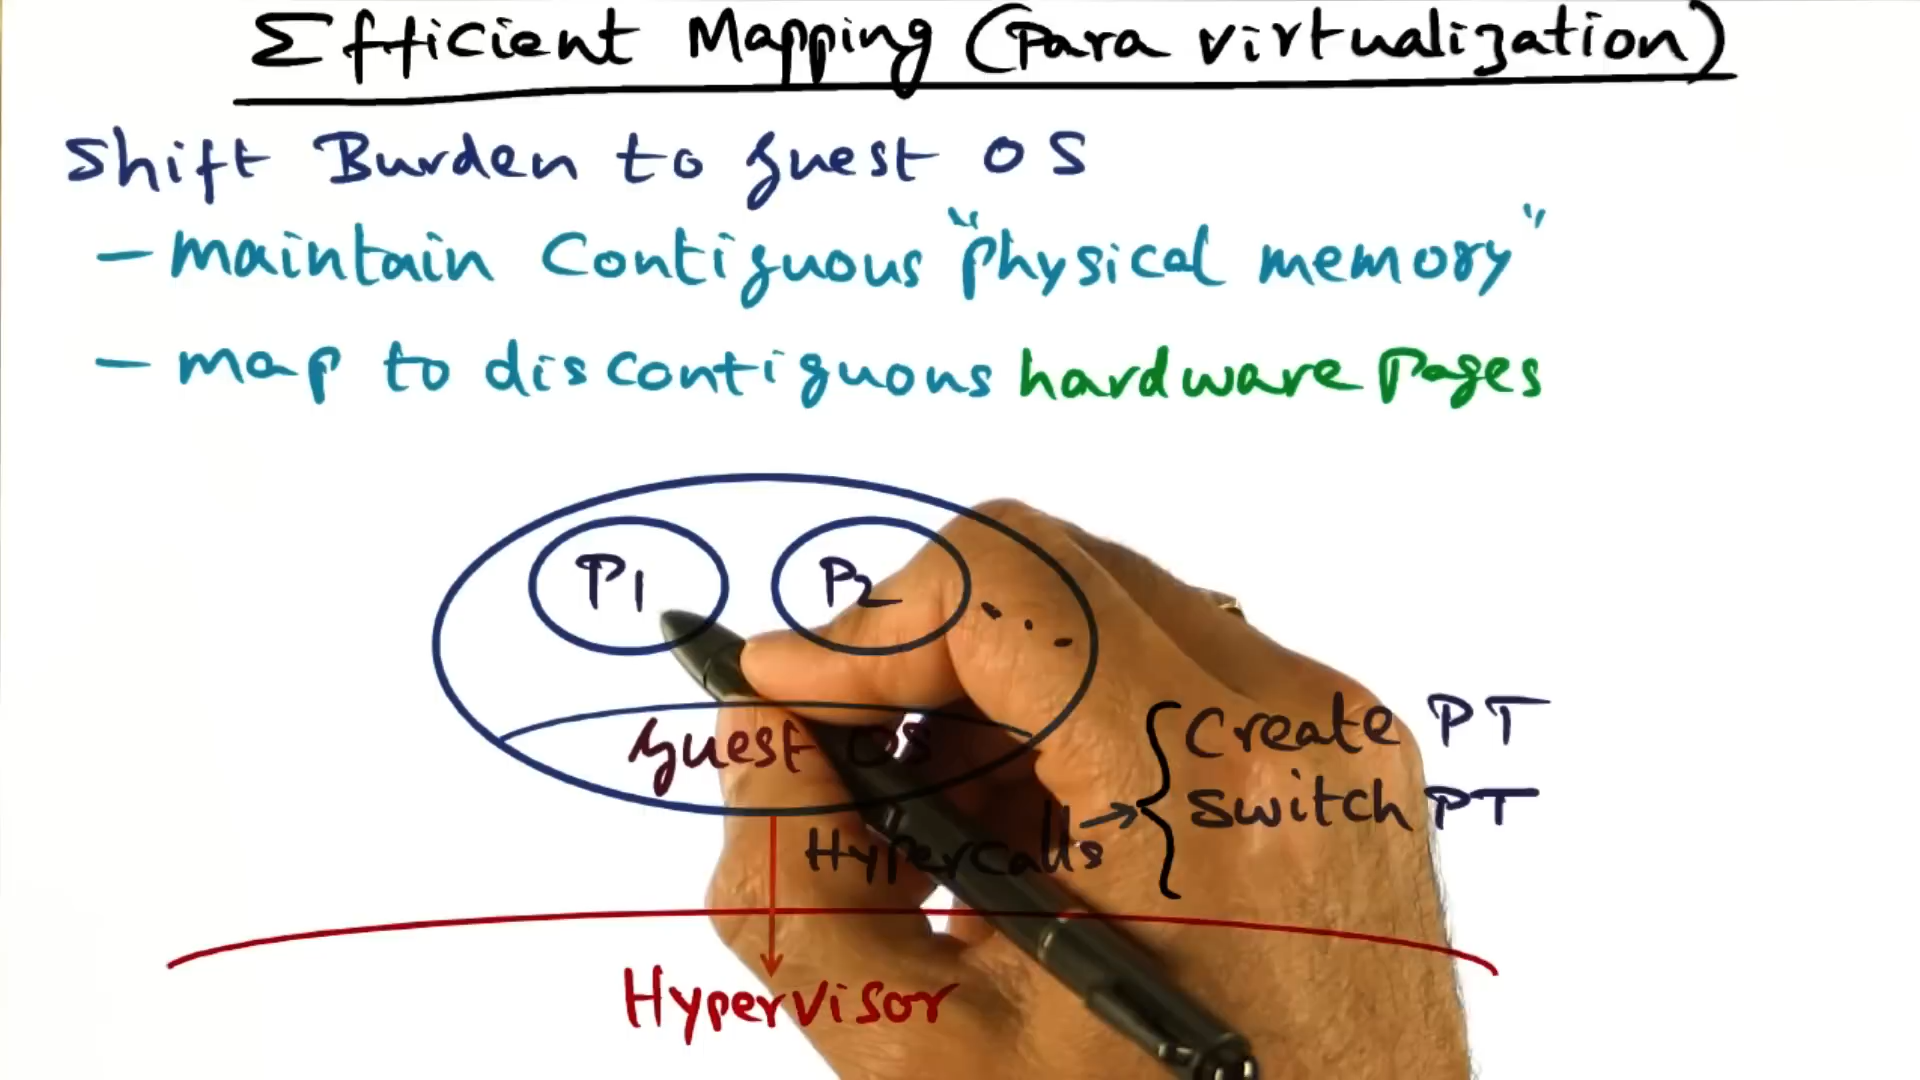 Efficient Mapping (Para virtualization)
Shift Burden to guest OS
- maintain contiguous "physical memory"
- map to discontiguous hardware pages
P1 P2 ...
guest OS
Create PT
Switch PT
Hypercalls → {
Hypervisor